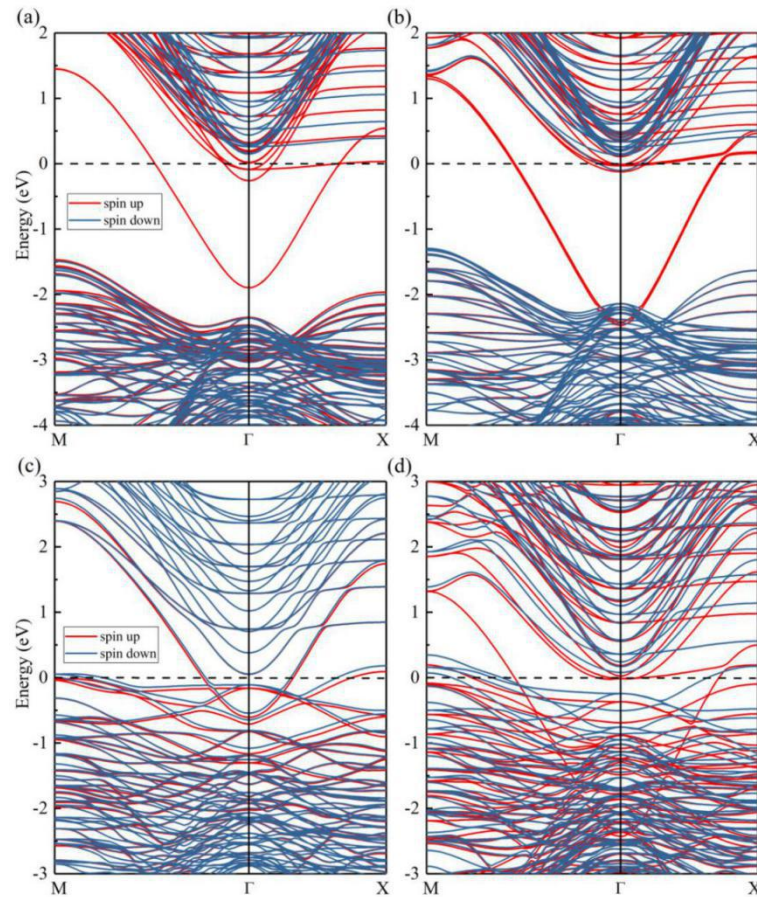 (a)
(b)
2
1
0
-1
-2
-3
-4
Energy (eV)
spin up
spin down
M
Γ
X
2
1
0
-1
-2
-3
-4
M
Γ
X
(c)
(d)
3
2
1
0
-1
-2
-3
Energy (eV)
spin up
spin down
M
Γ
X
3
2
1
0
-1
-2
-3
M
Γ
X